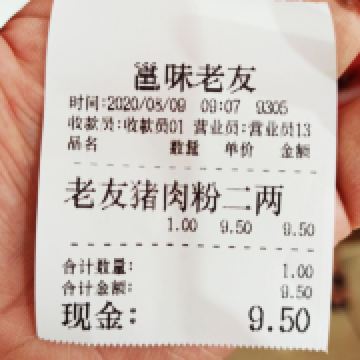 邕味老友
时间:2020/08/09 09:07 9305
收款员:收款员01 营业员:营业员13
品名 数量 单价 金额
老友猪肉粉二两
1.00 9.50 9.50
合计数量: 1.00
合计金额: 9.50
现金: 9.50